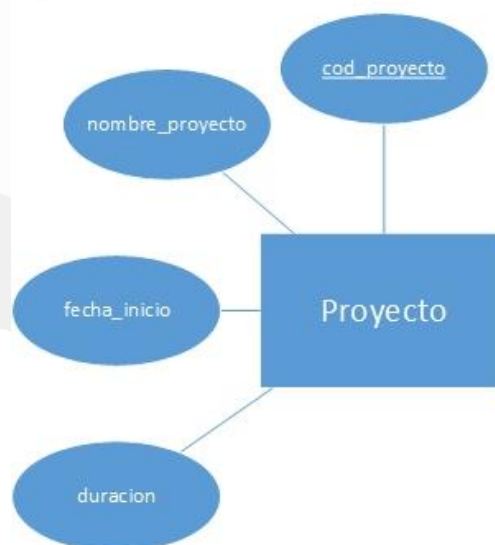 cod_proyecto
nombre_proyecto
fecha_inicio
Proyecto
duracion